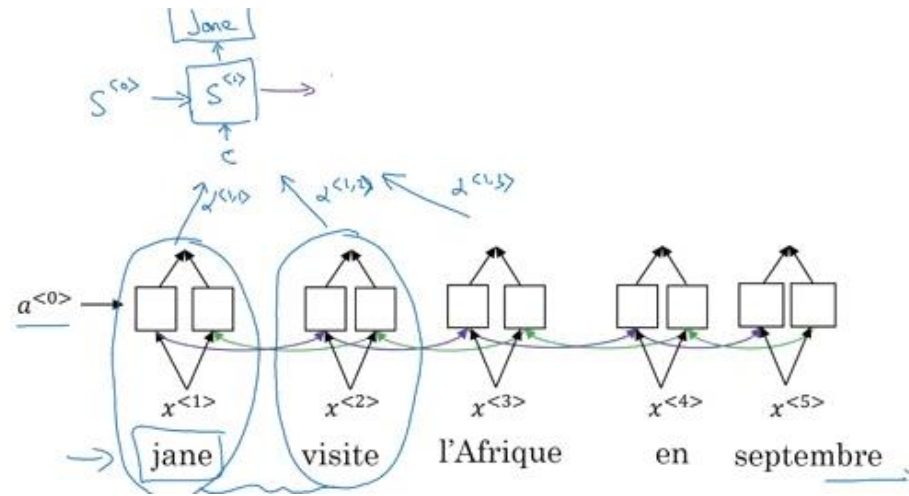 Jane
S<0> S<1>
c
α<1,1> α<1,2> α<1,3>
a<0>
x<1> x<2> x<3> x<4> x<5>
jane visite l'Afrique en septembre